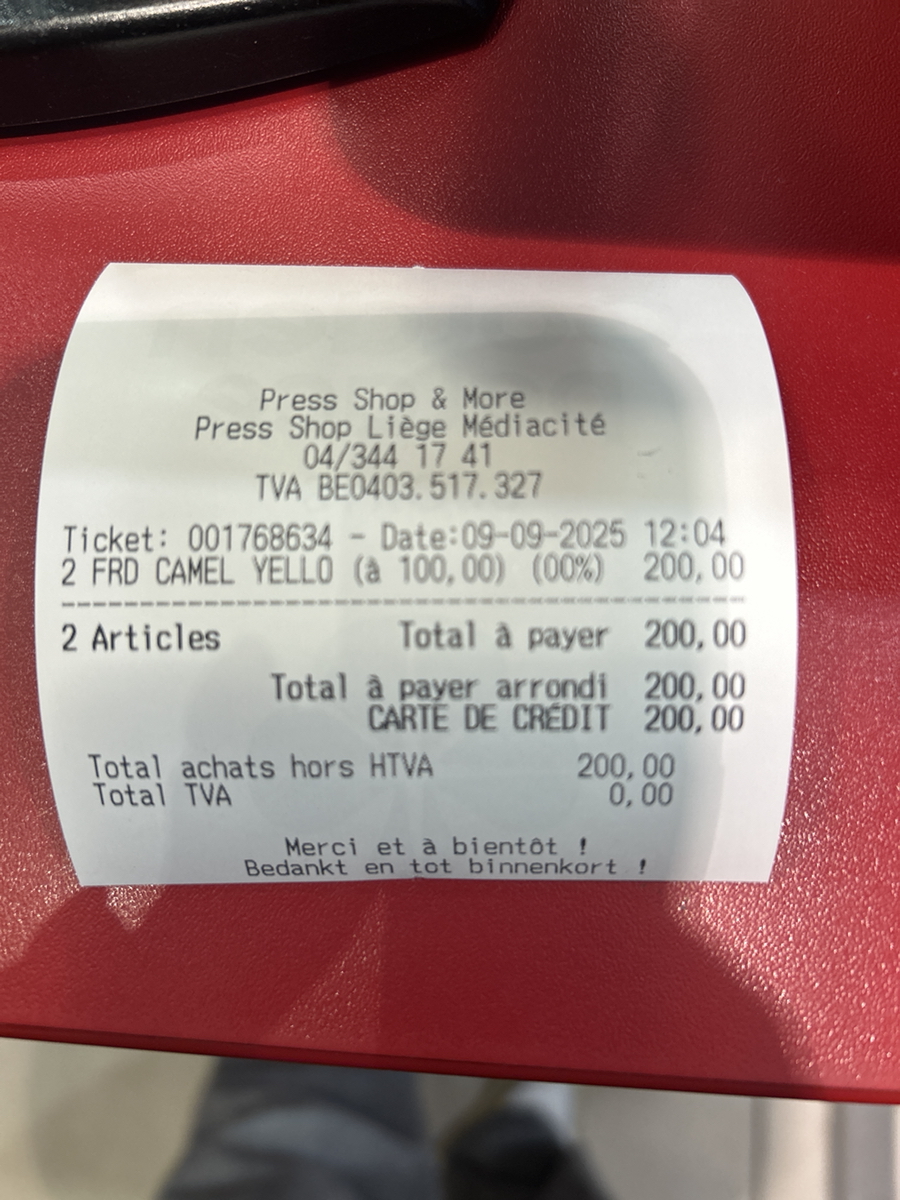 Press Shop & More
Press Shop Liège Médiacité
04/344 17 41
TVA BE0403.517.327
Ticket: 001768634 - Date:09-09-2025 12:04
2 FRD CAMEL YELLO (à 100,00) (00%) 200,00
2 Articles Total à payer 200,00
Total à payer arrondi 200,00
CARTE DE CRÉDIT 200,00
Total achats hors HTVA 200,00
Total TVA 0,00
Merci et à bientôt !
Bedankt en tot binnenkort !